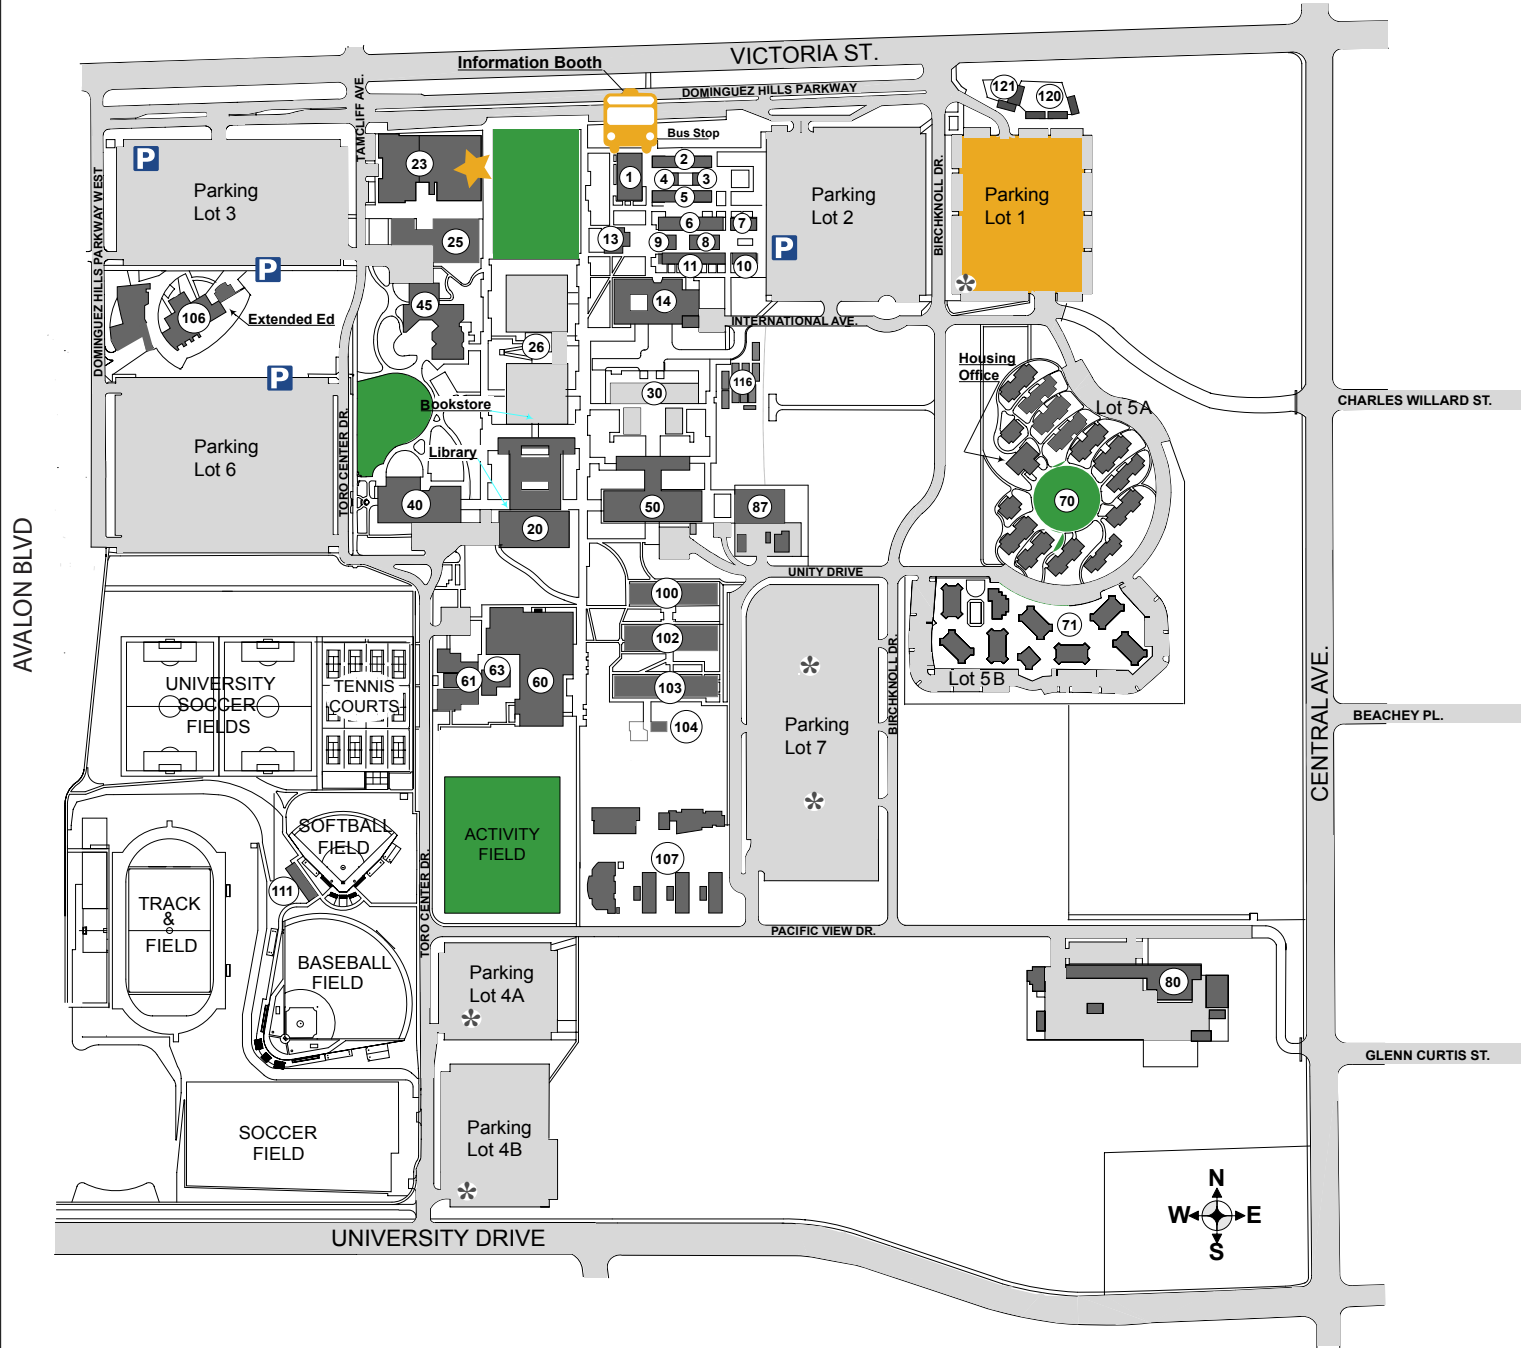 VICTORIA ST.
Information Booth
DOMINGUEZ HILLS PARKWAY
TAMCLIFF AVE.
121
120
Bus Stop
P
23
1
2
4
3
5
Parking
Lot 3
Parking
Lot 2
Parking
Lot 1
BIRCHKNOLL DR.
DOMINGUEZ HILLS PARKWAY WEST
6
7
13
9
8
25
P
11
10
P
14
45
106
Extended Ed
INTERNATIONAL AVE.
26
Housing
Office
P
116
30
Bookstore
Lot 5A
CHARLES WILLARD ST.
Parking
Lot 6
Library
TORO CENTER DR.
40
50
87
70
20
AVALON BLVD
UNITY DRIVE
100
102
71
61
63
60
103
Lot 5B
UNIVERSITY
SOCCER
FIELDS
TENNIS
COURTS
104
Parking
Lot 7
BIRCHKNOLL DR.
CENTRAL AVE.
BEACHEY PL.
SOFTBALL
FIELD
ACTIVITY
FIELD
107
111
TRACK
&
FIELD
TORO CENTER DR.
PACIFIC VIEW DR.
BASEBALL
FIELD
Parking
Lot 4A
80
GLENN CURTIS ST.
SOCCER
FIELD
Parking
Lot 4B
N
W
E
S
UNIVERSITY DRIVE